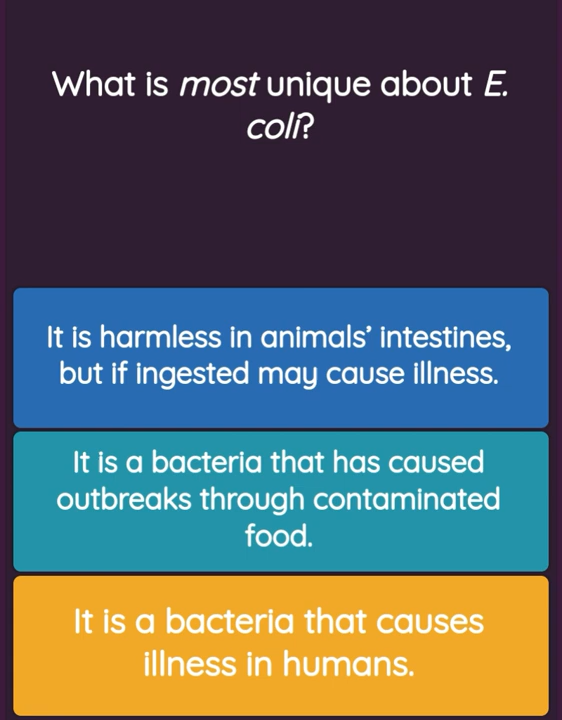 What is most unique about E.
coli?
It is harmless in animals’ intestines,
but if ingested may cause illness.
It is a bacteria that has caused
outbreaks through contaminated
food.
It is a bacteria that causes
illness in humans.